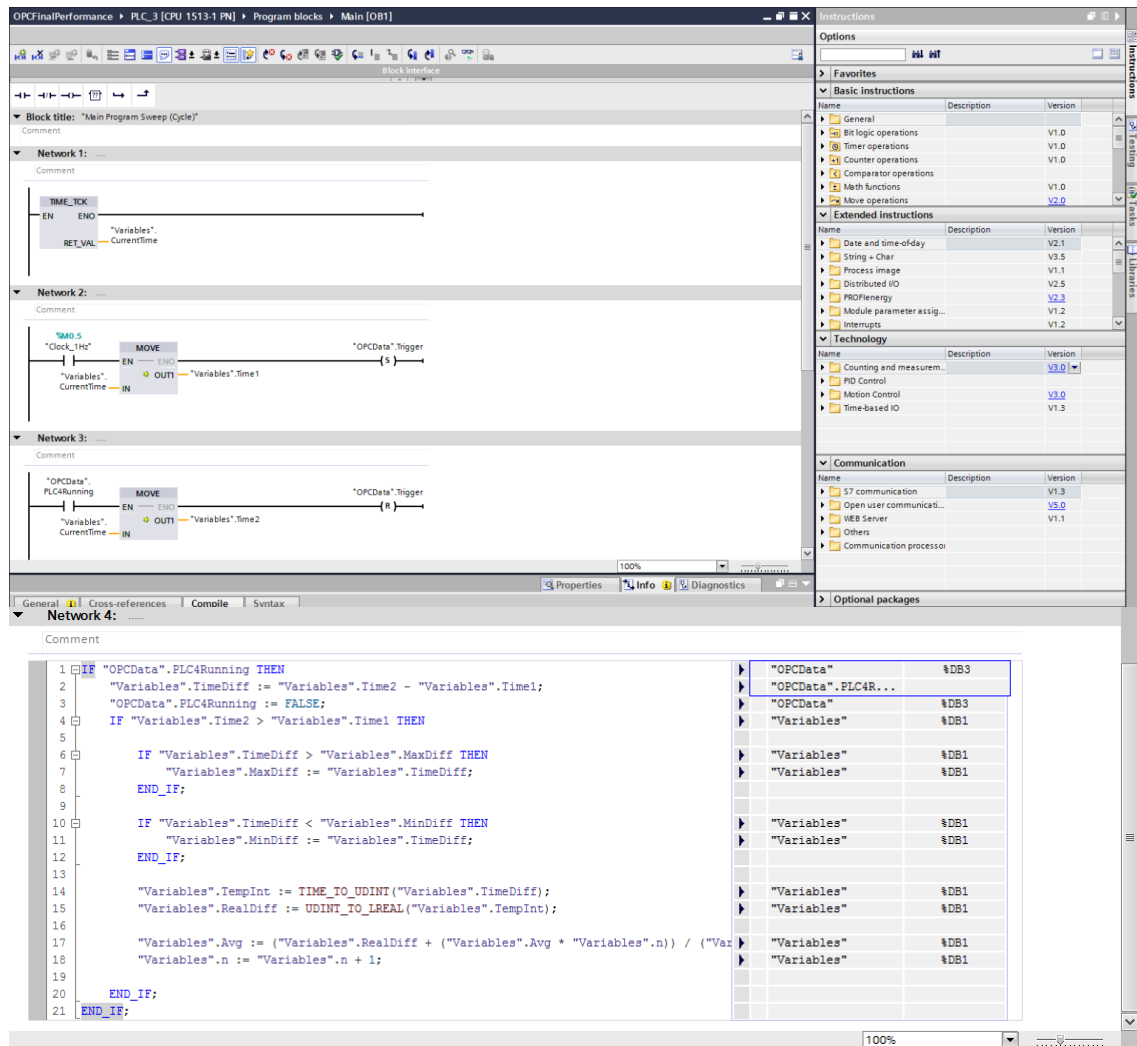 OPCFinalPerformance ▸ PLC_3 [CPU 1513-1 PN] ▸ Program blocks ▸ Main [OB1]
Block interface
Block title: "Main Program Sweep (Cycle)"
Comment
Network 1: .....
Comment
TIME_TCK
EN ENO
"Variables".
RET_VAL CurrentTime
Network 2: .....
Comment
%M0.5
"Clock_1Hz" MOVE "OPCData".Trigger
EN ENO S
"Variables". OUT1 "Variables".Time1
CurrentTime IN
Network 3: .....
Comment
"OPCData".
PLC4Running MOVE "OPCData".Trigger
EN ENO R
"Variables". OUT1 "Variables".Time2
CurrentTime IN
100%
Properties Info Diagnostics
General Cross-references Compile Syntax
Instructions
Options
Favorites
Basic instructions
Name Description Version
General
Bit logic operations V1.0
Timer operations V1.0
Counter operations V1.0
Comparator operations
Math functions V1.0
Move operations V2.0
Extended instructions
Name Description Version
Date and time-of-day V2.1
String + Char V3.5
Process image V1.1
Distributed I/O V2.5
PROFIenergy V2.3
Module parameter assig... V1.2
Interrupts V1.2
Technology
Name Description Version
Counting and measurem... V3.0
PID Control
Motion Control V3.0
Time-based IO V1.3
Communication
Name Description Version
S7 communication V1.3
Open user communicati... V5.0
WEB Server V1.1
Others
Communication processor
Optional packages
Instructions
Testing
Tasks
Libraries
Network 4: .....
Comment
1 IF "OPCData".PLC4Running THEN "OPCData" %DB3
2 "Variables".TimeDiff := "Variables".Time2 - "Variables".Time1; "OPCData".PLC4R...
3 "OPCData".PLC4Running := FALSE; "OPCData" %DB3
4 IF "Variables".Time2 > "Variables".Time1 THEN "Variables" %DB1
5
6 IF "Variables".TimeDiff > "Variables".MaxDiff THEN "Variables" %DB1
7 "Variables".MaxDiff := "Variables".TimeDiff; "Variables" %DB1
8 END_IF;
9
10 IF "Variables".TimeDiff < "Variables".MinDiff THEN "Variables" %DB1
11 "Variables".MinDiff := "Variables".TimeDiff; "Variables" %DB1
12 END_IF;
13
14 "Variables".TempInt := TIME_TO_UDINT("Variables".TimeDiff); "Variables" %DB1
15 "Variables".RealDiff := UDINT_TO_LREAL("Variables".TempInt); "Variables" %DB1
16
17 "Variables".Avg := ("Variables".RealDiff + ("Variables".Avg * "Variables".n)) / ("Var "Variables" %DB1
18 "Variables".n := "Variables".n + 1; "Variables" %DB1
19
20 END_IF;
21 END_IF;
100%